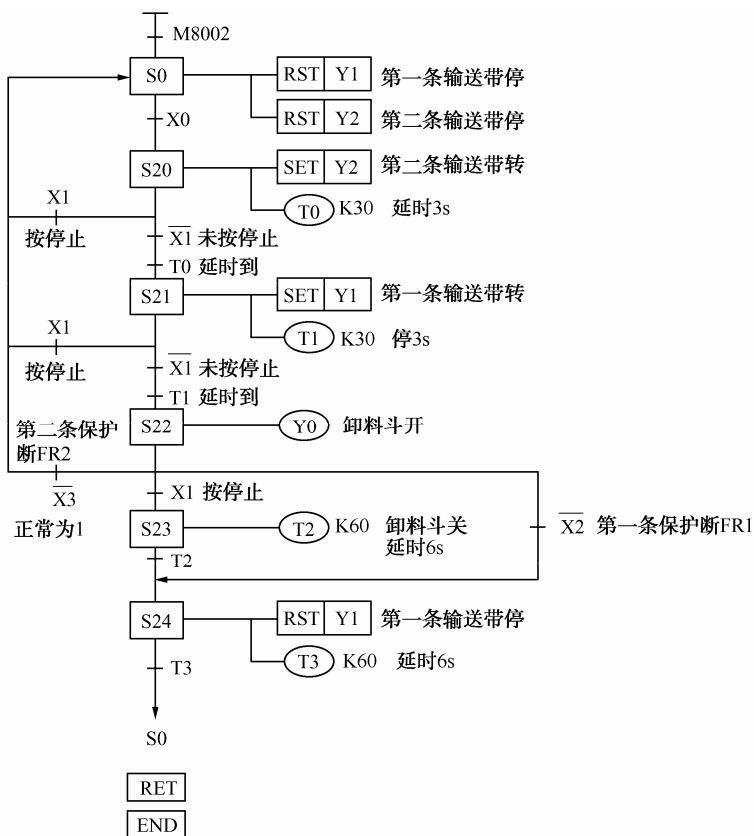 M8002
S0
RST Y1 第一条输送带停
RST Y2 第二条输送带停
X0
S20
SET Y2 第二条输送带转
T0 K30 延时3s
X1
按停止
X̅1̅ 未按停止
T0 延时到
S21
SET Y1 第一条输送带转
T1 K30 停3s
X1
按停止
X̅1̅ 未按停止
T1 延时到
S22
Y0 卸料斗开
第二条保护
断FR2
X̅3̅
正常为1
X1 按停止
X̅2̅ 第一条保护断FR1
S23
T2 K60 卸料斗关
延时6s
T2
S24
RST Y1 第一条输送带停
T3 K60 延时6s
T3
S0
RET
END